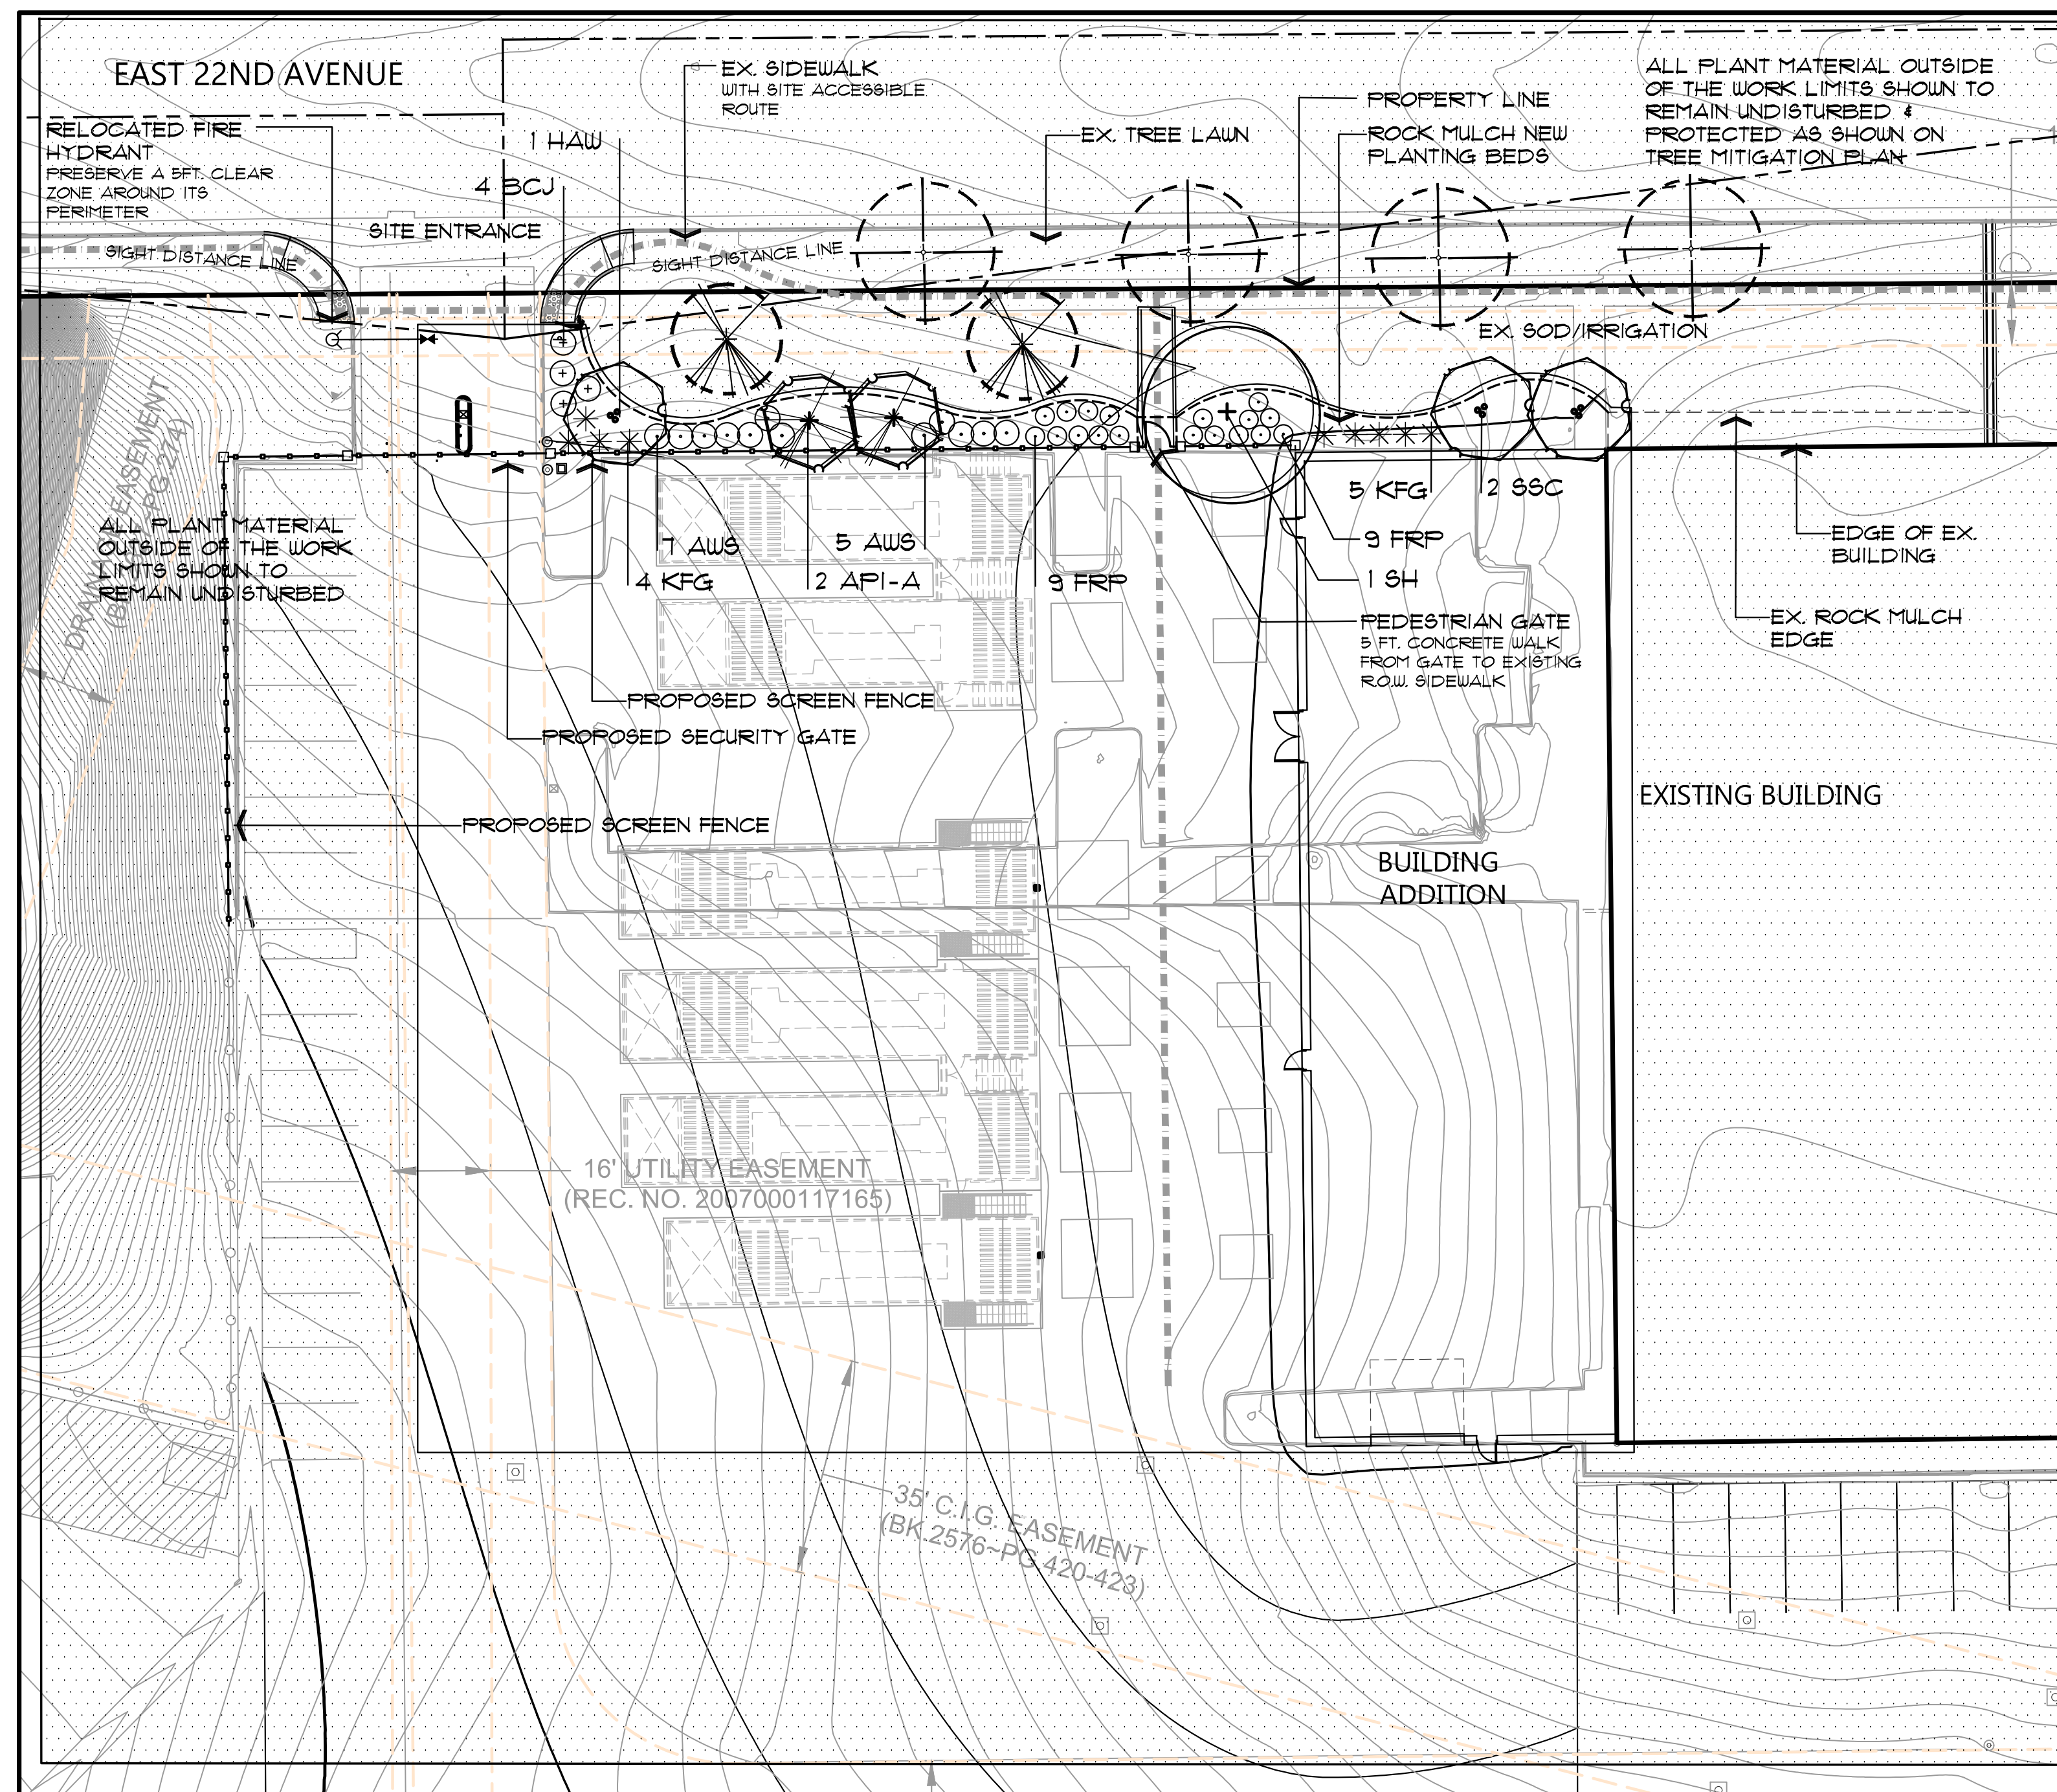 EAST 22ND AVENUE
EX. SIDEWALK
WITH SITE ACCESSIBLE
ROUTE
ALL PLANT MATERIAL OUTSIDE
OF THE WORK LIMITS SHOWN TO
REMAIN UNDISTURBED &
PROTECTED AS SHOWN ON
TREE MITIGATION PLAN
PROPERTY LINE
RELOCATED FIRE
HYDRANT
PRESERVE A 5FT. CLEAR
ZONE AROUND ITS
PERIMETER
1 HAW
EX. TREE LAWN
ROCK MULCH NEW
PLANTING BEDS
4 BCJ
SITE ENTRANCE
SIGHT DISTANCE LINE
SIGHT DISTANCE LINE
EX. SOD/IRRIGATION
DRAINAGE EASEMENT
ALL PLANT MATERIAL
OUTSIDE OF THE WORK
LIMITS SHOWN TO
REMAIN UNDISTURBED
5 KFG
2 SSC
7 AWS
5 AWS
9 FRP
EDGE OF EX.
BUILDING
4 KFG
2 API-A
9 FRP
1 SH
PEDESTRIAN GATE
5 FT. CONCRETE WALK
FROM GATE TO EXISTING
R.O.W. SIDEWALK
EX. ROCK MULCH
EDGE
PROPOSED SCREEN FENCE
PROPOSED SECURITY GATE
EXISTING BUILDING
PROPOSED SCREEN FENCE
BUILDING
ADDITION
16' UTILITY EASEMENT
(REC. NO. 2007000117165)
35' C.I.G. EASEMENT
(BK.2576~PG.420-423)